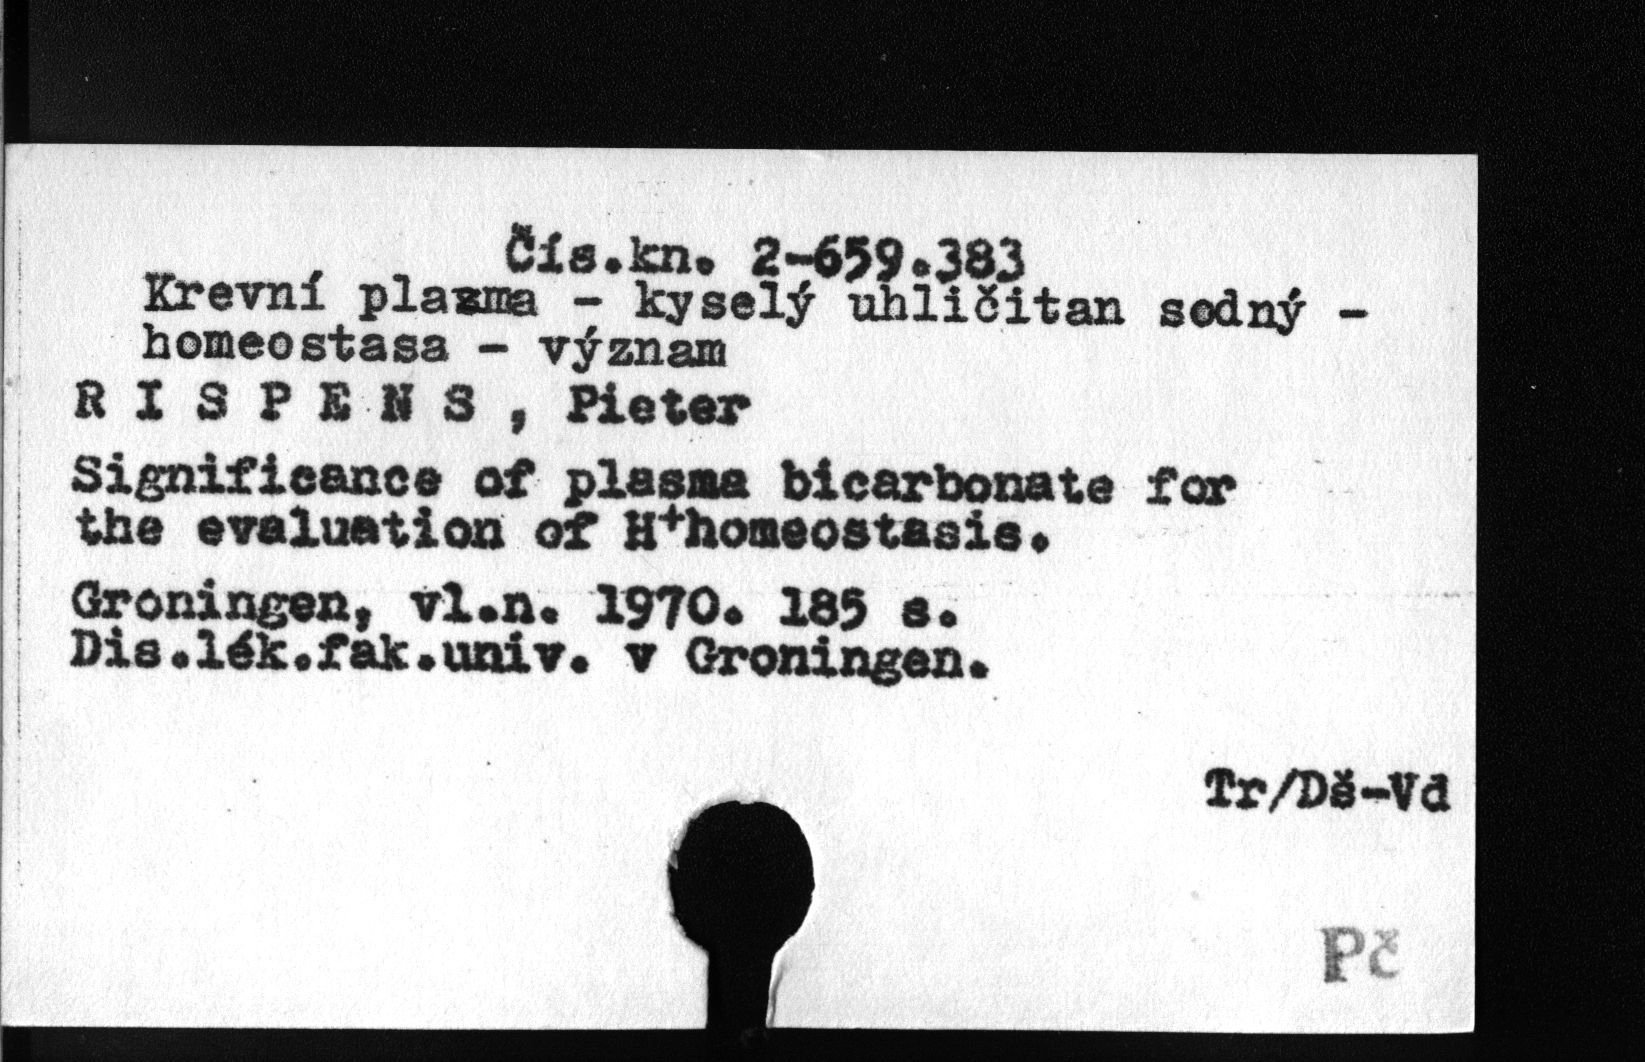 Čís.kn. 2-659.383
Krevní plazma - kyselý uhličitan sodný -
homeostasa - význam
R I S P E N S , Pieter
Significance of plasma bicarbonate for
the evaluation of H⁺homeostasis.
Groningen, vl.n. 1970. 185 s.
Dis.lék.fak.univ. v Groningen.
Tr/Dš-Vd
Pč